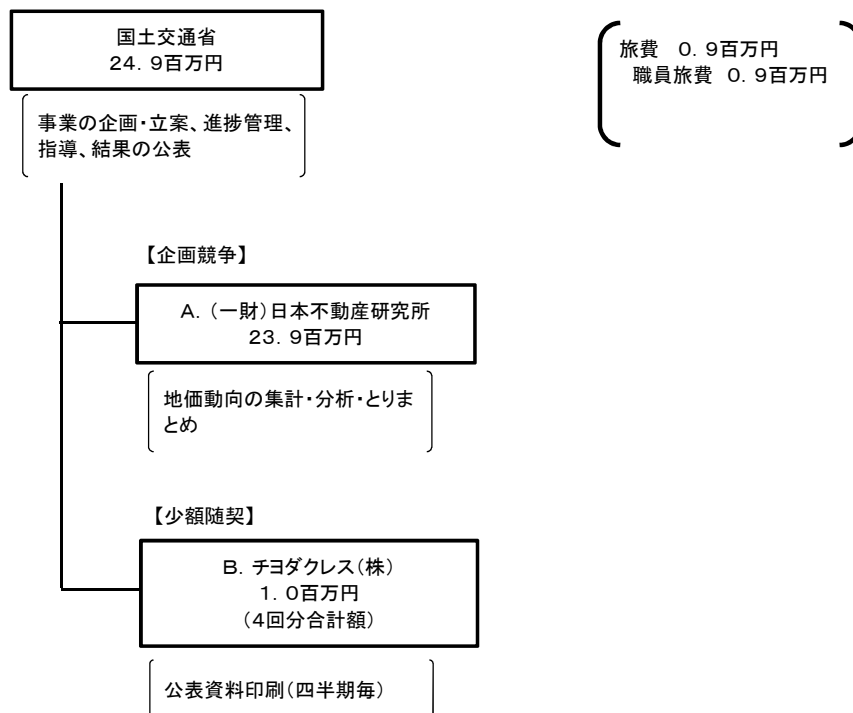 国土交通省
24．9百万円
事業の企画・立案、進捗管理、
指導、結果の公表
旅費　0．9百万円
職員旅費　0．9百万円
【企画競争】
A．（一財）日本不動産研究所
23．9百万円
地価動向の集計・分析・とりま
とめ
【少額随契】
B．チヨダクレス（株）
1．0百万円
（4回分合計額）
公表資料印刷（四半期毎）